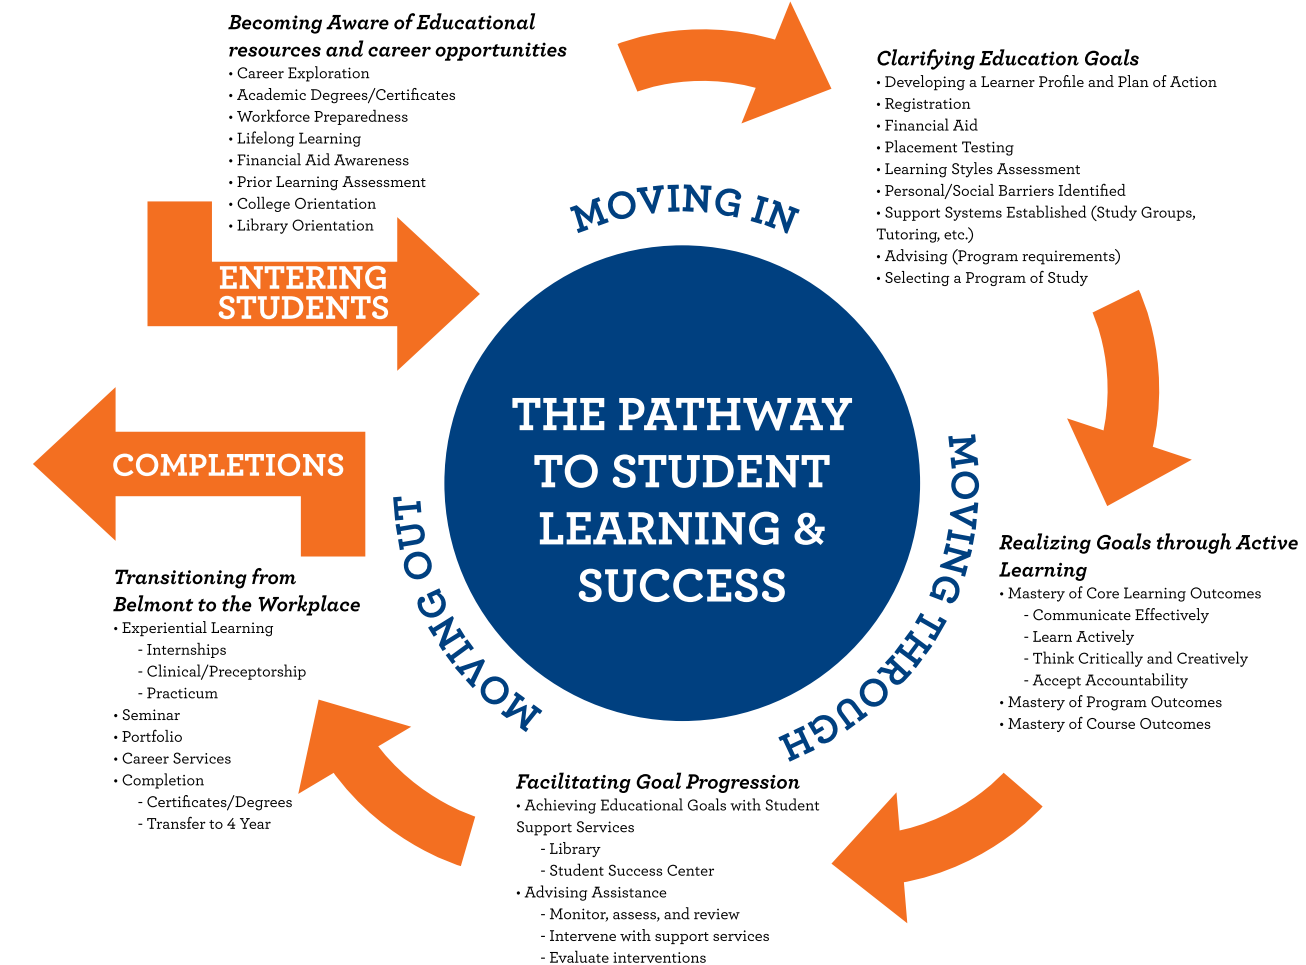 Becoming Aware of Educational
resources and career opportunities
• Career Exploration
• Academic Degrees/Certificates
• Workforce Preparedness
• Lifelong Learning
• Financial Aid Awareness
• Prior Learning Assessment
• College Orientation
• Library Orientation
ENTERING
STUDENTS
MOVING IN
Clarifying Education Goals
• Developing a Learner Profile and Plan of Action
• Registration
• Financial Aid
• Placement Testing
• Learning Styles Assessment
• Personal/Social Barriers Identified
• Support Systems Established (Study Groups,
Tutoring, etc.)
• Advising (Program requirements)
• Selecting a Program of Study
THE PATHWAY
TO STUDENT
LEARNING &
SUCCESS
MOVING THROUGH
Realizing Goals through Active
Learning
• Mastery of Core Learning Outcomes
- Communicate Effectively
- Learn Actively
- Think Critically and Creatively
- Accept Accountability
• Mastery of Program Outcomes
• Mastery of Course Outcomes
Facilitating Goal Progression
• Achieving Educational Goals with Student
Support Services
- Library
- Student Success Center
• Advising Assistance
- Monitor, assess, and review
- Intervene with support services
- Evaluate interventions
MOVING OUT
Transitioning from
Belmont to the Workplace
• Experiential Learning
- Internships
- Clinical/Preceptorship
- Practicum
• Seminar
• Portfolio
• Career Services
• Completion
- Certificates/Degrees
- Transfer to 4 Year
COMPLETIONS